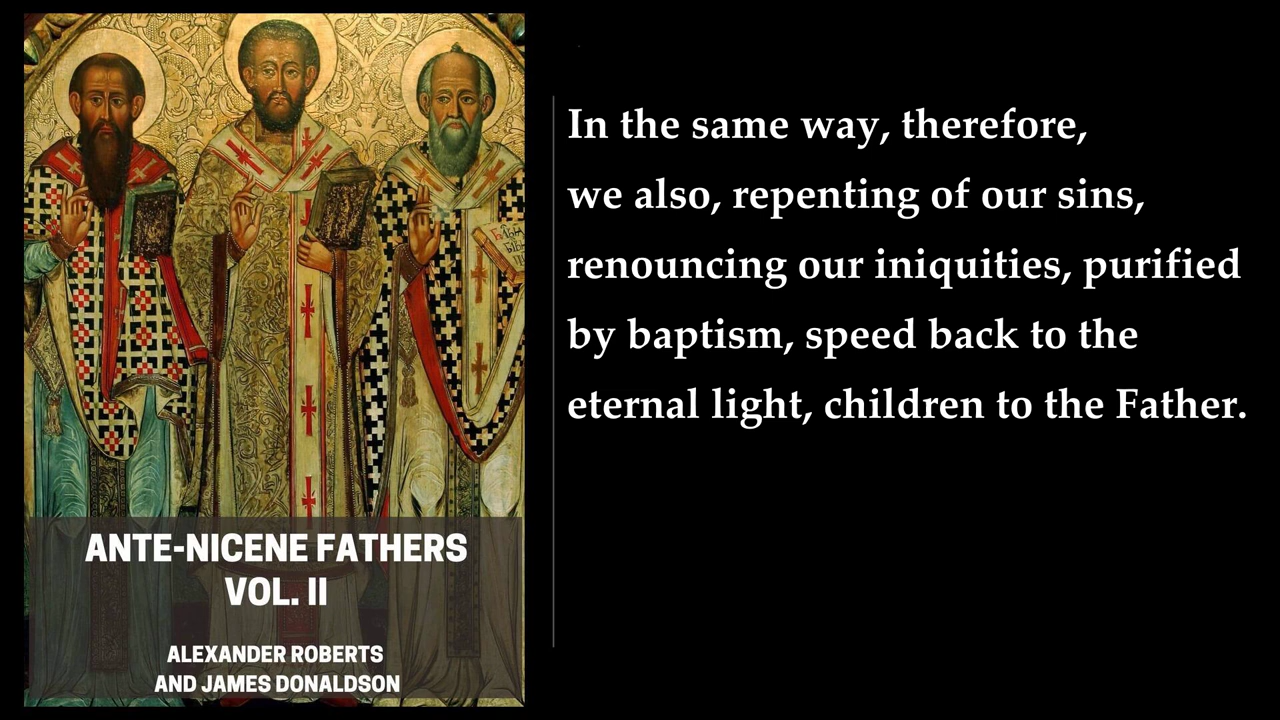 In the same way, therefore,
we also, repenting of our sins,
renouncing our iniquities, purified
by baptism, speed back to the
eternal light, children to the Father.
ANTE-NICENE FATHERS
VOL. II
ALEXANDER ROBERTS
AND JAMES DONALDSON